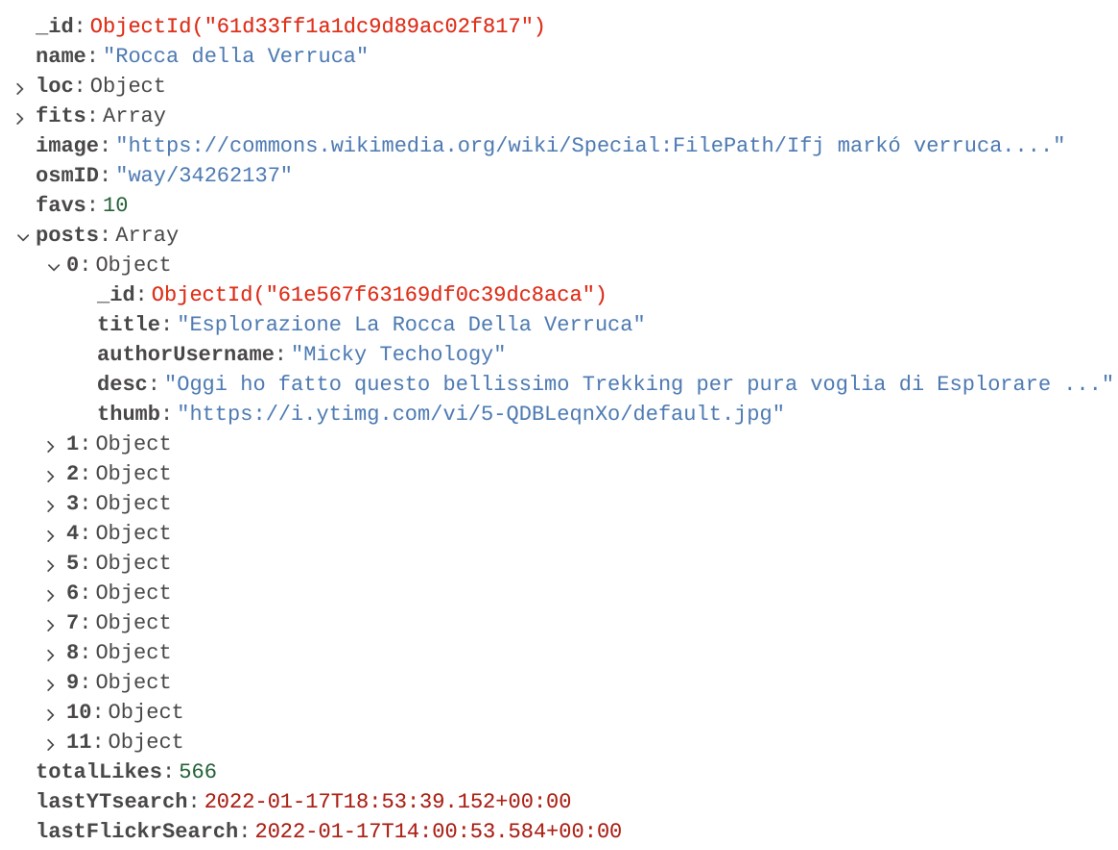 _id: ObjectId("61d33ff1a1dc9d89ac02f817")
name: "Rocca della Verruca"
loc: Object
fits: Array
image: "https://commons.wikimedia.org/wiki/Special:FilePath/Ifj markó verruca...."
osmID: "way/34262137"
favs: 10
posts: Array
0: Object
_id: ObjectId("61e567f63169df0c39dc8aca")
title: "Esplorazione La Rocca Della Verruca"
authorUsername: "Micky Techology"
desc: "Oggi ho fatto questo bellissimo Trekking per pura voglia di Esplorare ..."
thumb: "https://i.ytimg.com/vi/5-QDBLeqnXo/default.jpg"
1: Object
2: Object
3: Object
4: Object
5: Object
6: Object
7: Object
8: Object
9: Object
10: Object
11: Object
totalLikes: 566
lastYTsearch: 2022-01-17T18:53:39.152+00:00
lastFlickrSearch: 2022-01-17T14:00:53.584+00:00